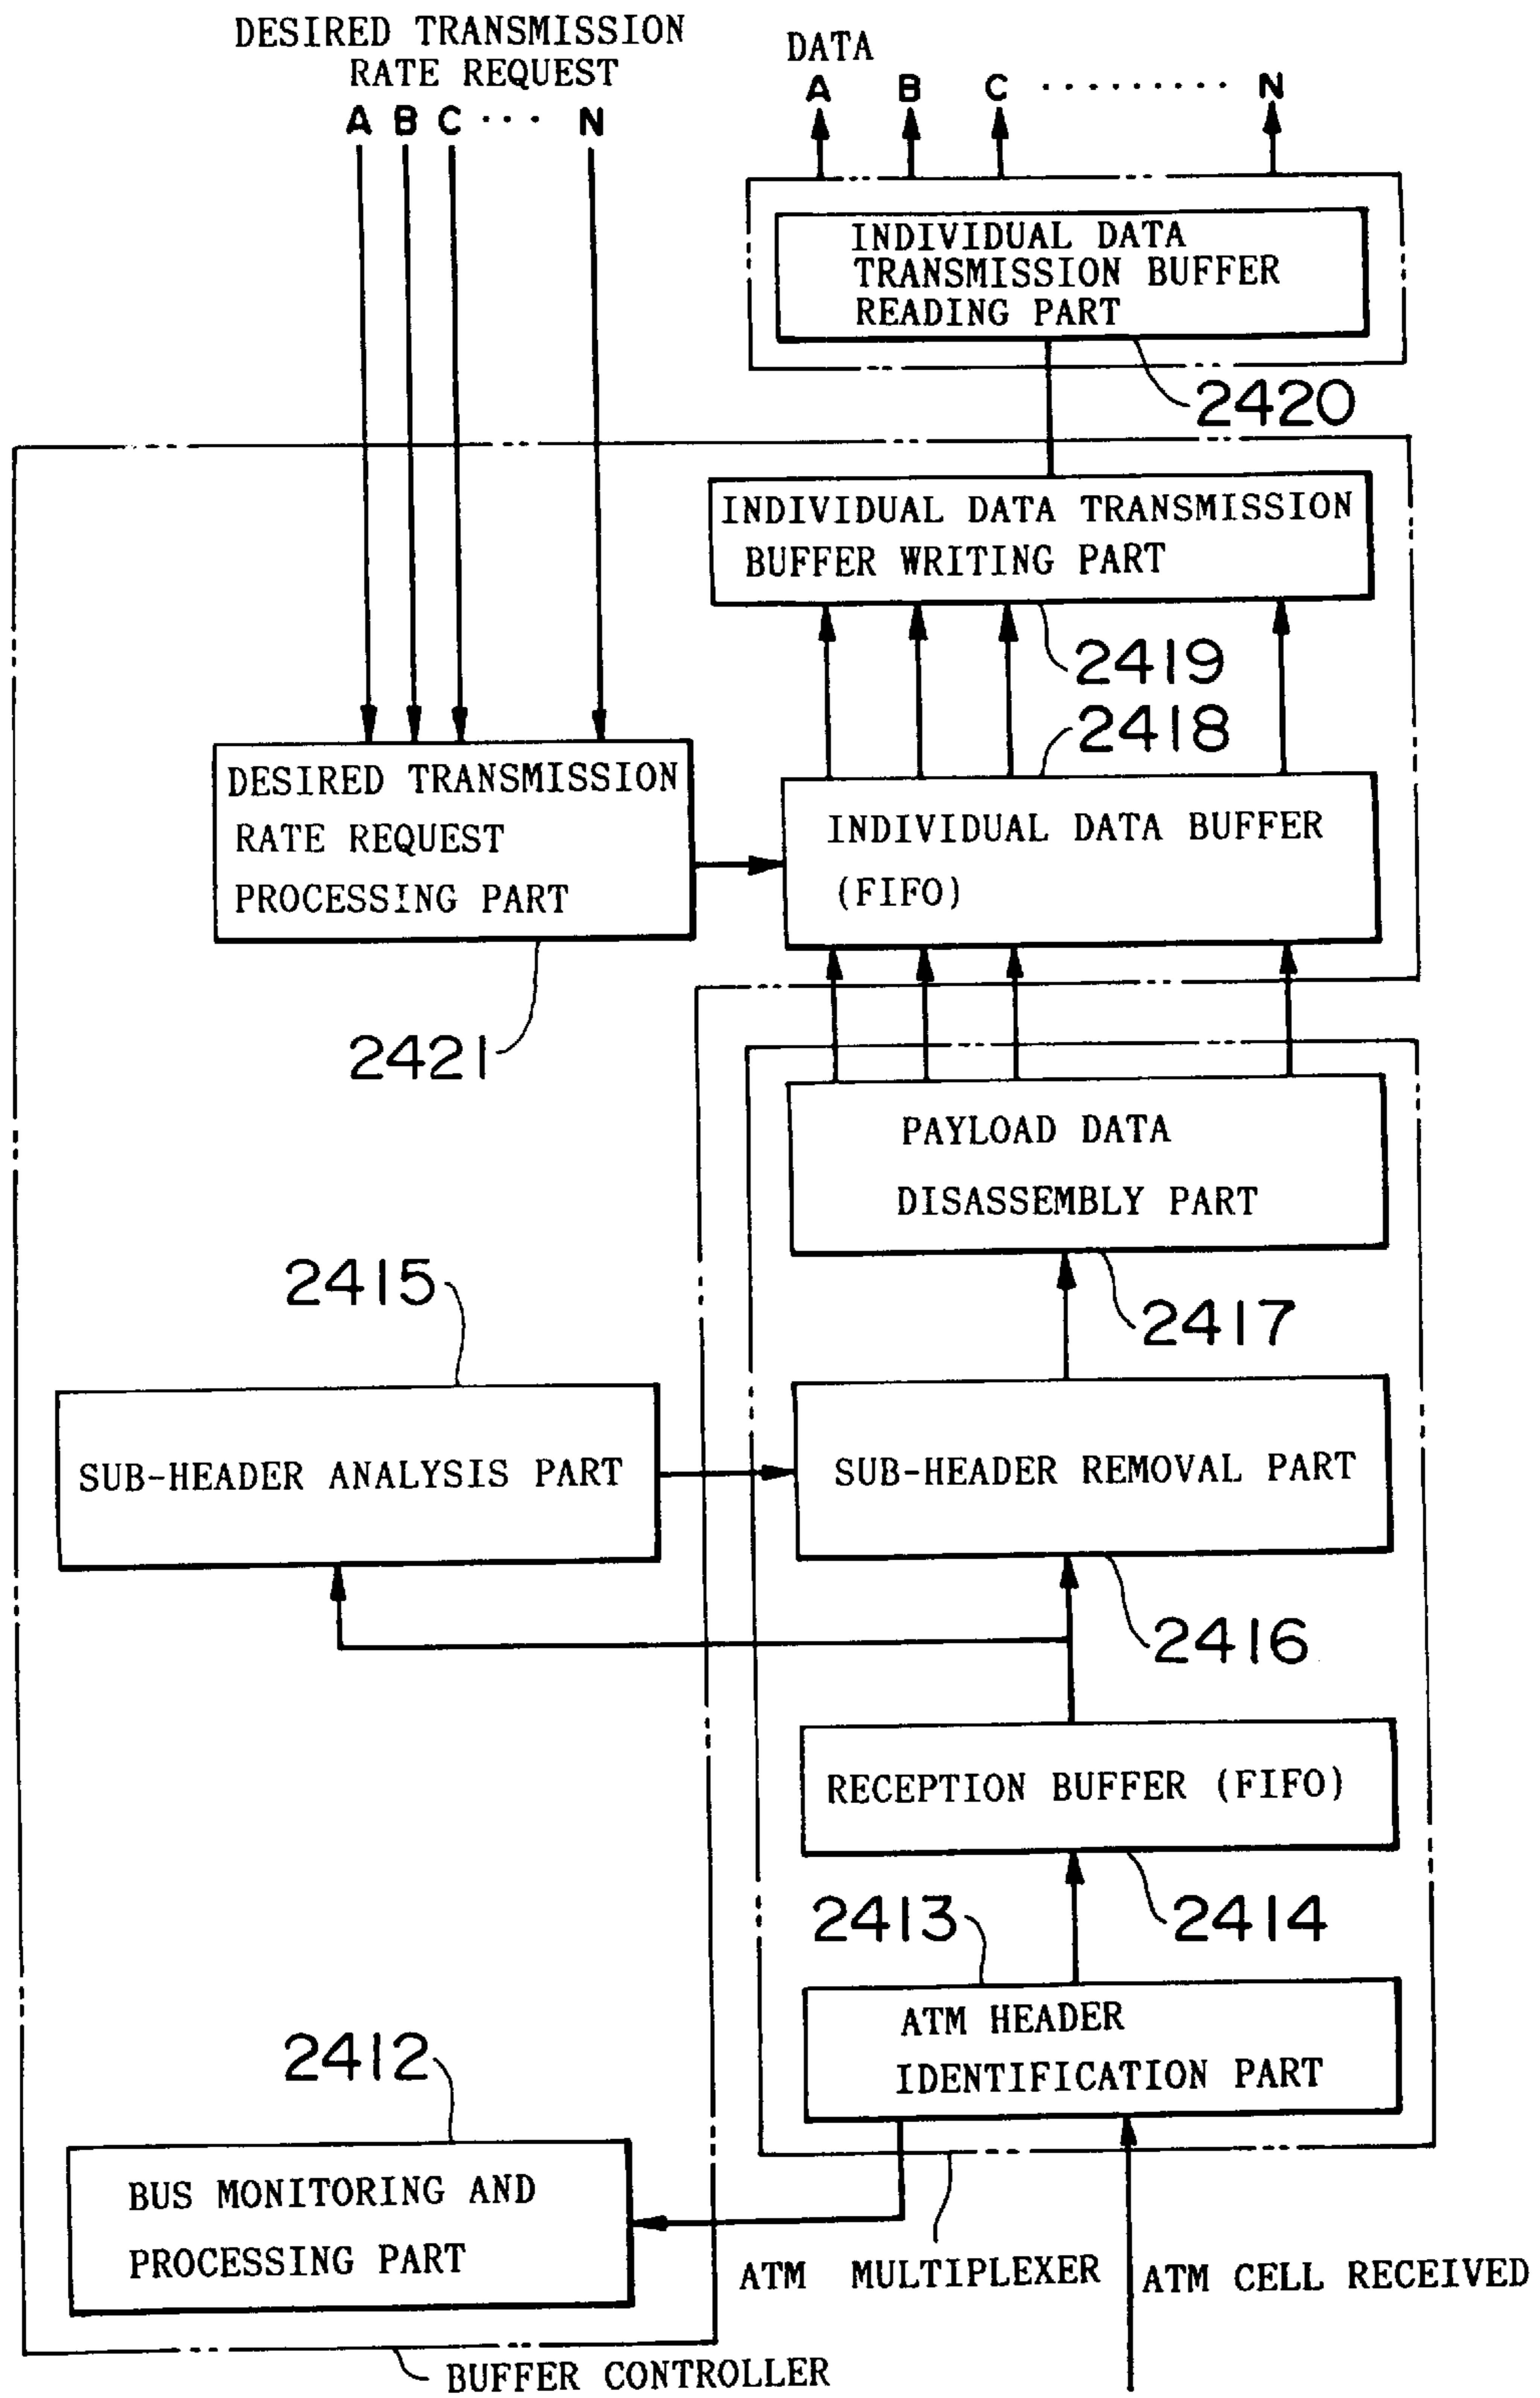 DESIRED TRANSMISSION
RATE REQUEST
A B C ··· N
DATA
A B C ········· N
INDIVIDUAL DATA
TRANSMISSION BUFFER
READING PART
2420
INDIVIDUAL DATA TRANSMISSION
BUFFER WRITING PART
2419
2418
DESIRED TRANSMISSION
RATE REQUEST
PROCESSING PART
INDIVIDUAL DATA BUFFER
(FIFO)
2421
PAYLOAD DATA
DISASSEMBLY PART
2415
2417
SUB-HEADER ANALYSIS PART
SUB-HEADER REMOVAL PART
2416
RECEPTION BUFFER (FIFO)
2413
2414
ATM HEADER
IDENTIFICATION PART
2412
BUS MONITORING AND
PROCESSING PART
ATM MULTIPLEXER
ATM CELL RECEIVED
BUFFER CONTROLLER